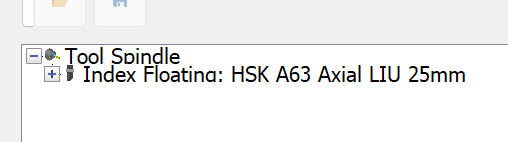 Tool Spindle
Index Floating: HSK A63 Axial LIU 25mm